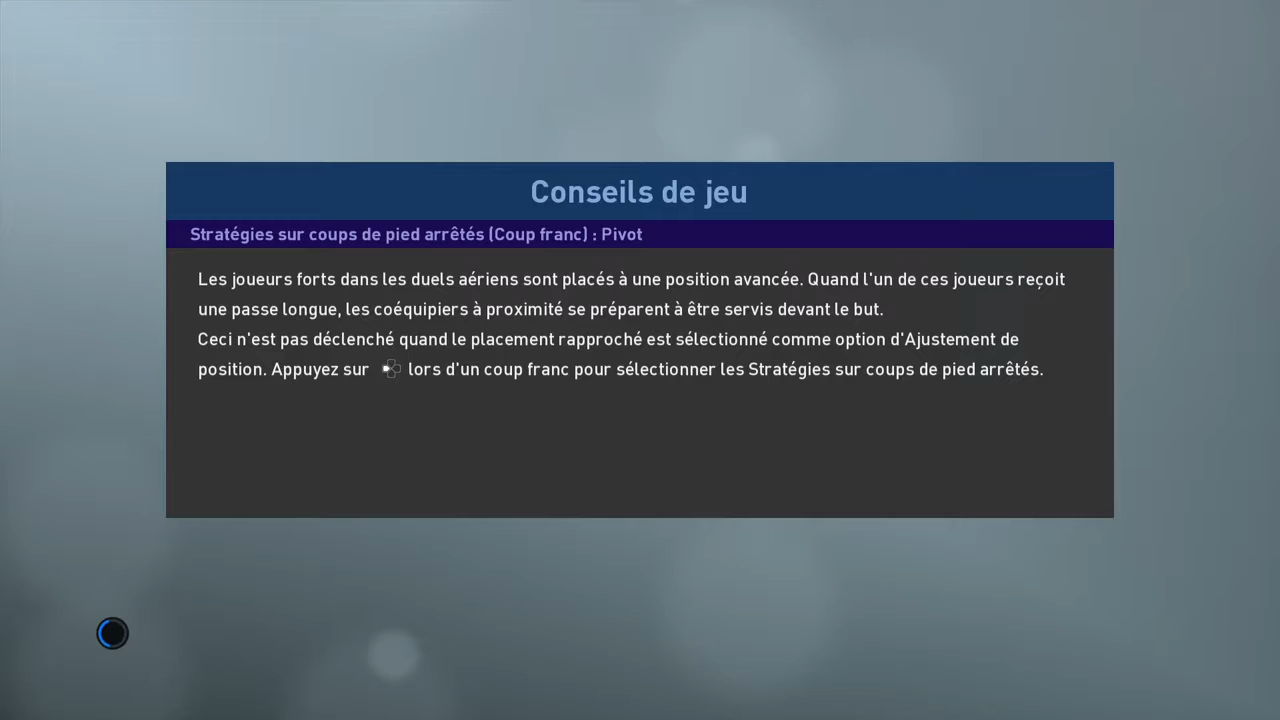 Conseils de jeu
Stratégies sur coups de pied arrêtés (Coup franc) : Pivot
Les joueurs forts dans les duels aériens sont placés à une position avancée. Quand l'un de ces joueurs reçoit
une passe longue, les coéquipiers à proximité se préparent à être servis devant le but.
Ceci n'est pas déclenché quand le placement rapproché est sélectionné comme option d'Ajustement de
position. Appuyez sur lors d'un coup franc pour sélectionner les Stratégies sur coups de pied arrêtés.